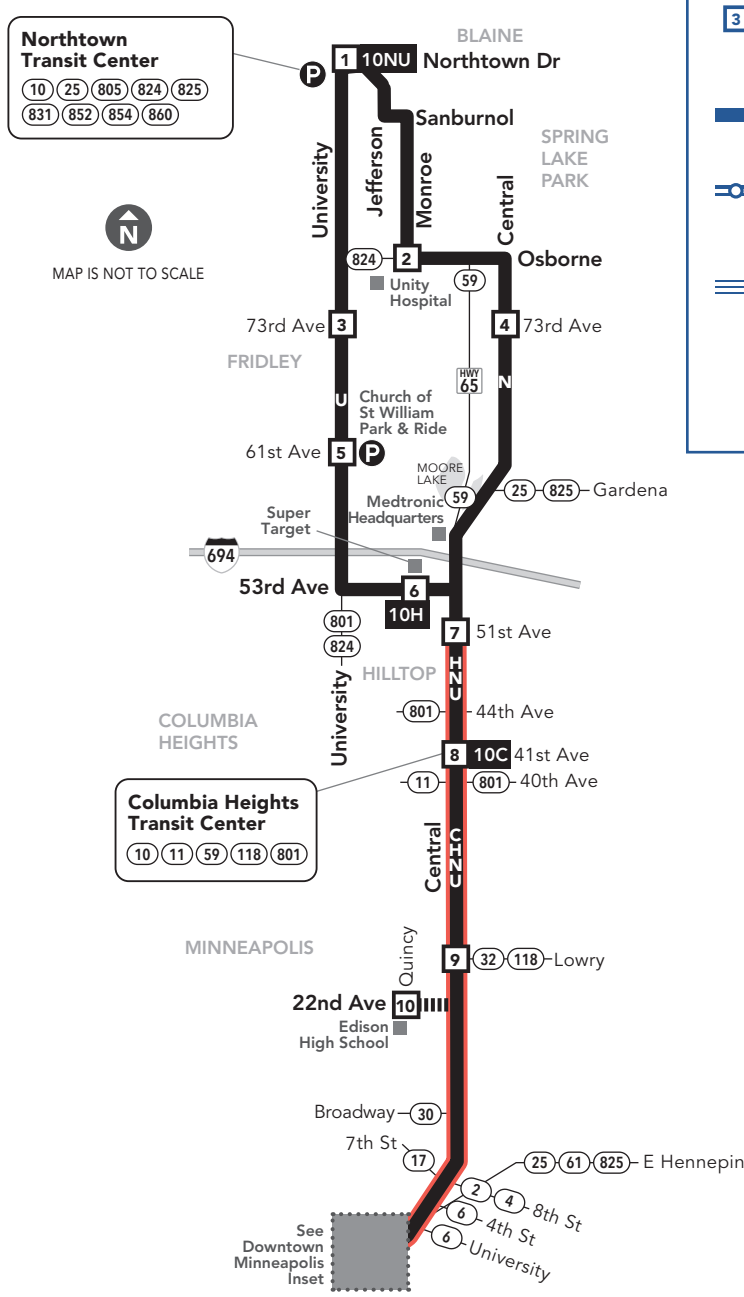 BLAINE
3
Northtown
Transit Center
10 25 805 824 825
831 852 854 860
P
1 10NU Northtown Dr
Sanburnol
SPRING
LAKE
PARK
University
Jefferson
Monroe
Central
N
MAP IS NOT TO SCALE
824 2 Osborne
59
Unity
Hospital
73rd Ave 3
4 73rd Ave
FRIDLEY
HWY
65
N
U
Church of
St William
Park & Ride
61st Ave 5 P
MOORE
LAKE
59
25 825 Gardena
Medtronic
Headquarters
Super
Target
694
53rd Ave 6
10H
801
824
University
7 51st Ave
HILLTOP
HNU
801 44th Ave
COLUMBIA
HEIGHTS
8 10C 41st Ave
11 801 40th Ave
Columbia Heights
Transit Center
10 11 59 118 801
Central
CHNU
MINNEAPOLIS
Quincy
9 32 118 Lowry
22nd Ave 10
Edison
High School
Broadway 30
7th St
17
25 61 825 E Hennepin
2 4 8th St
6 4th St
6 University
See
Downtown
Minneapolis
Inset